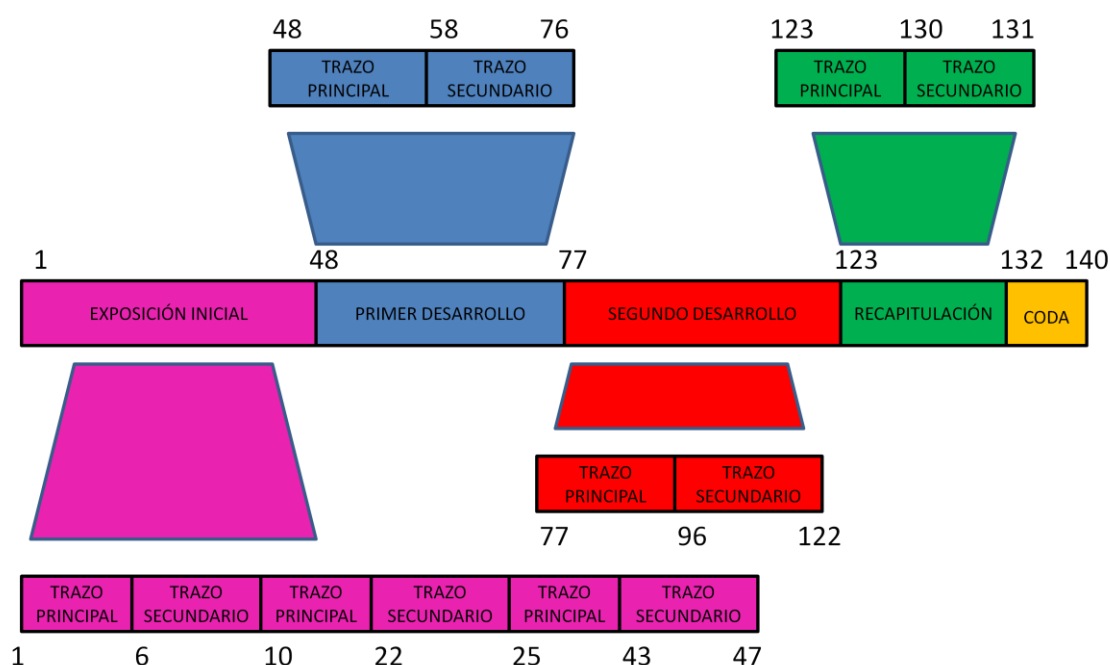 48 58 76 123 130 131
TRAZO TRAZO TRAZO TRAZO
PRINCIPAL SECUNDARIO PRINCIPAL SECUNDARIO
1 48 77 123 132 140
EXPOSICIÓN INICIAL PRIMER DESARROLLO SEGUNDO DESARROLLO RECAPITULACIÓN CODA
TRAZO TRAZO
PRINCIPAL SECUNDARIO
77 96 122
TRAZO TRAZO TRAZO TRAZO TRAZO TRAZO
PRINCIPAL SECUNDARIO PRINCIPAL SECUNDARIO PRINCIPAL SECUNDARIO
1 6 10 22 25 43 47